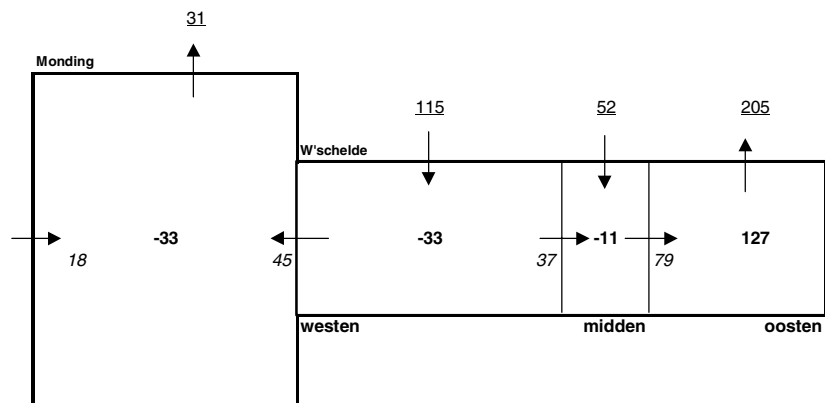 31
Monding
115
52
205
W'schelde
-33
-33
-11
127
18
45
37
79
westen
midden
oosten